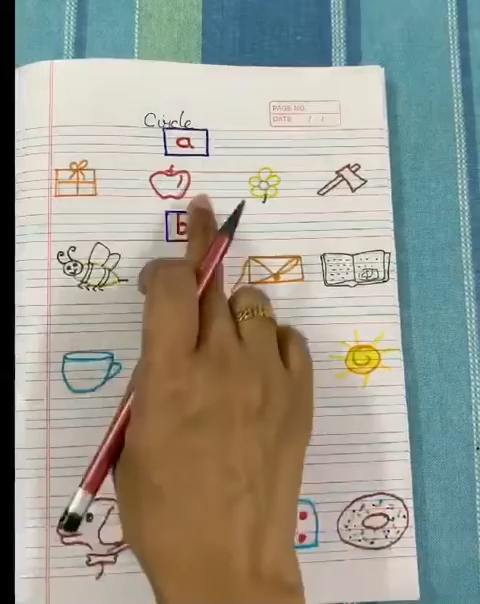 Circle
PAGE NO.
DATE / /
a
b